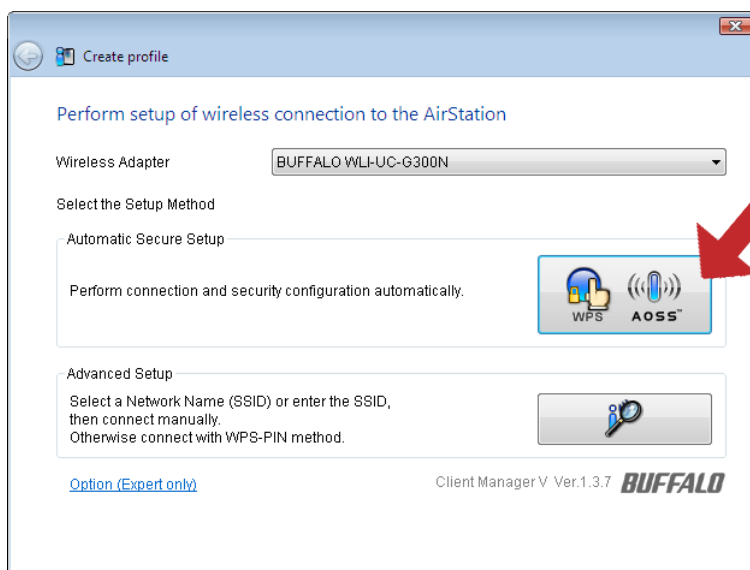 Create profile
Perform setup of wireless connection to the AirStation
Wireless Adapter
BUFFALO WLI-UC-G300N
Select the Setup Method
Automatic Secure Setup
Perform connection and security configuration automatically.
WPS
AOSS™
Advanced Setup
Select a Network Name (SSID) or enter the SSID,
then connect manually.
Otherwise connect with WPS-PIN method.
Option (Expert only)
Client Manager V Ver.1.3.7 BUFFALO